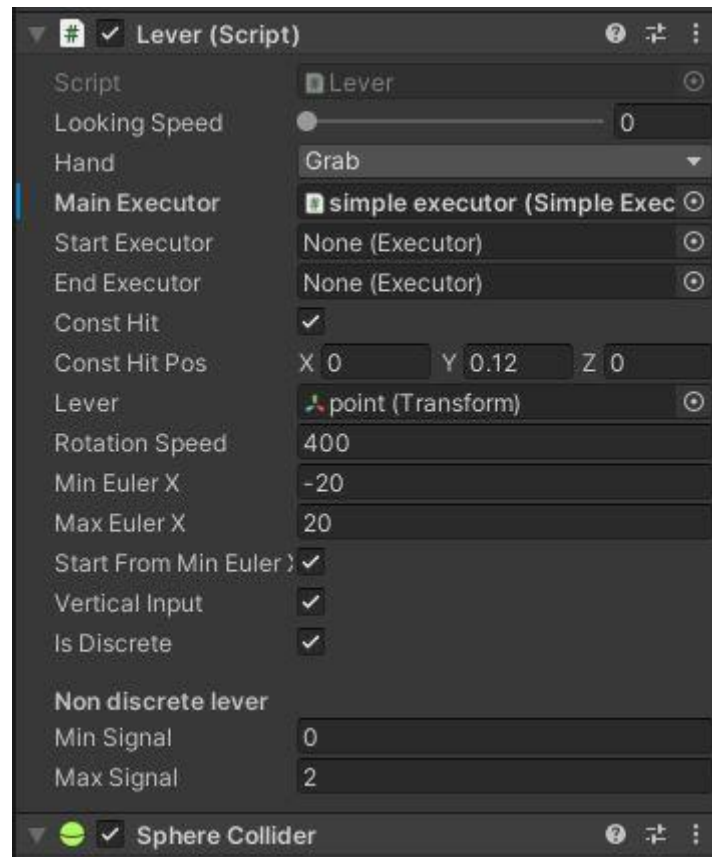 Lever (Script)
Script Lever
Looking Speed 0
Hand Grab
Main Executor simple executor (Simple Exec
Start Executor None (Executor)
End Executor None (Executor)
Const Hit
Const Hit Pos X 0 Y 0.12 Z 0
Lever point (Transform)
Rotation Speed 400
Min Euler X -20
Max Euler X 20
Start From Min Euler X
Vertical Input
Is Discrete
Non discrete lever
Min Signal 0
Max Signal 2
Sphere Collider